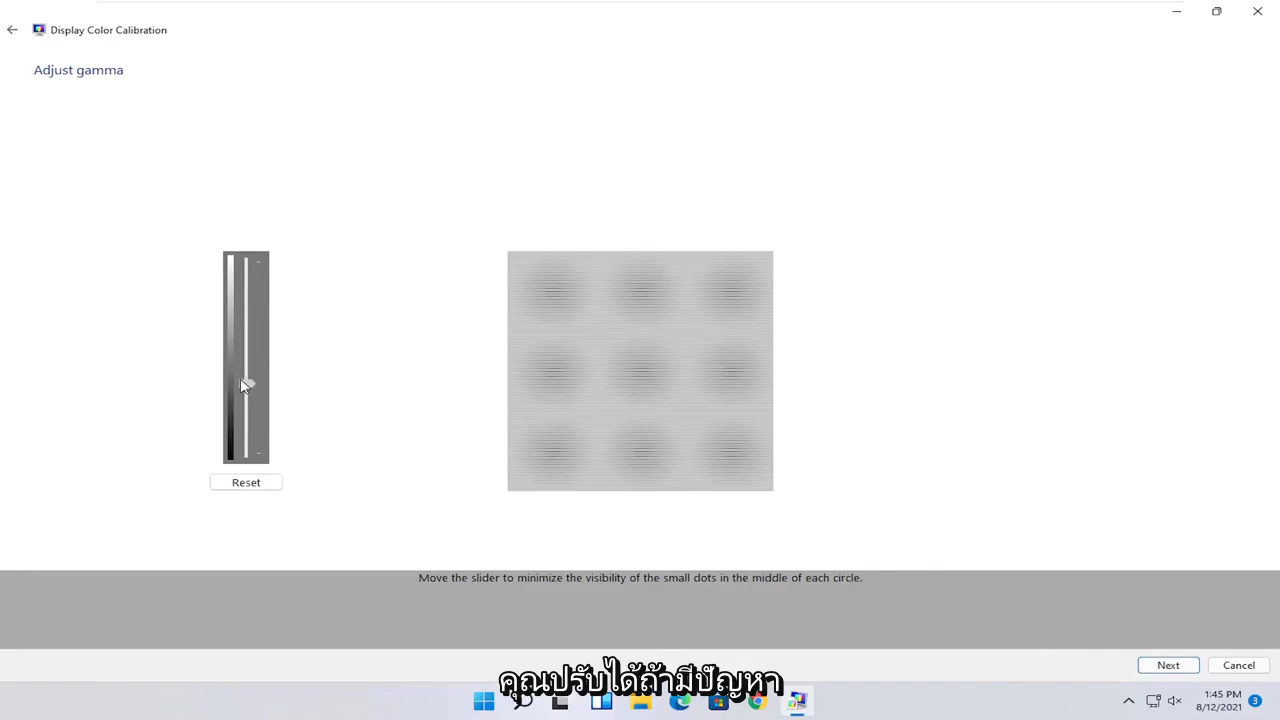 Display Color Calibration
Adjust gamma
Reset
Move the slider to minimize the visibility of the small dots in the middle of each circle.
Next
Cancel
คุณปรับได้ถ้ามีปัญหา
1:45 PM
8/12/2021
3